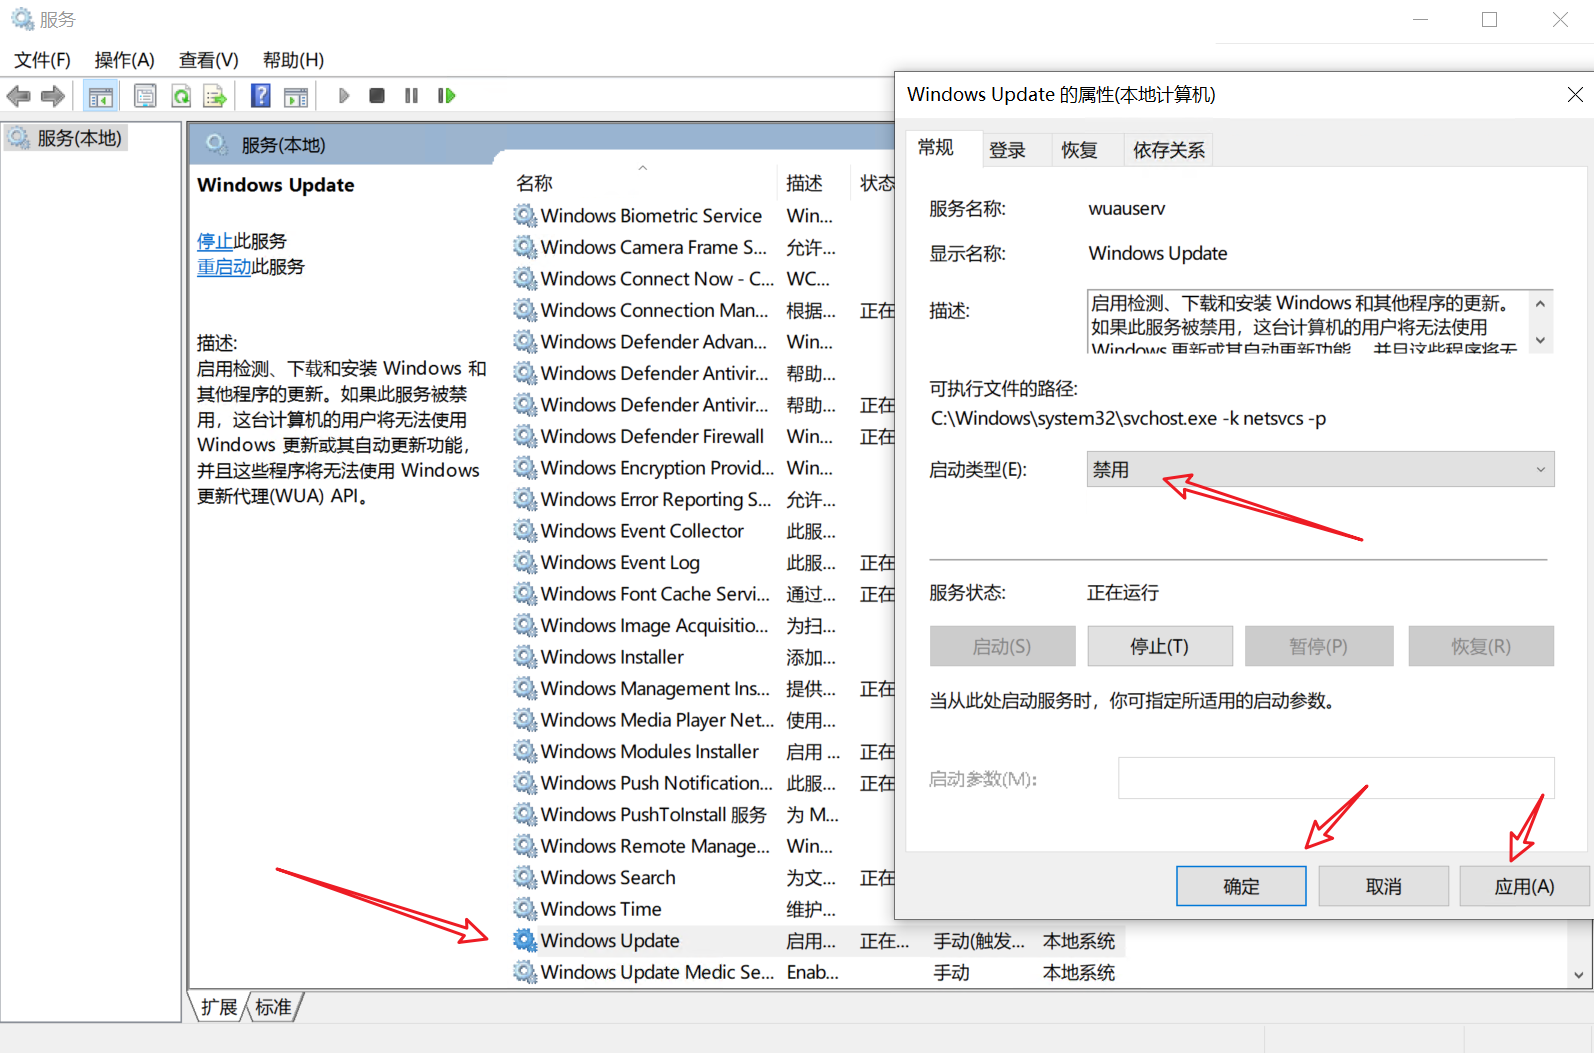 服务
文件(F) 操作(A) 查看(V) 帮助(H)
服务(本地)
服务(本地)
Windows Update
停止此服务
重启动此服务
描述:
启用检测、下载和安装 Windows 和
其他程序的更新。如果此服务被禁
用，这台计算机的用户将无法使用
Windows 更新或其自动更新功能，
并且这些程序将无法使用 Windows
更新代理(WUA) API。
名称 描述 状态
Windows Biometric Service Win...
Windows Camera Frame S... 允许...
Windows Connect Now - C... WC...
Windows Connection Man... 根据... 正在
Windows Defender Advan... Win...
Windows Defender Antivir... 帮助...
Windows Defender Antivir... 帮助... 正在
Windows Defender Firewall Win... 正在
Windows Encryption Provid... Win...
Windows Error Reporting S... 允许...
Windows Event Collector 此服...
Windows Event Log 此服... 正在
Windows Font Cache Servi... 通过... 正在
Windows Image Acquisitio... 为扫...
Windows Installer 添加...
Windows Management Ins... 提供... 正在
Windows Media Player Net... 使用...
Windows Modules Installer 启用 ... 正在
Windows Push Notification... 此服... 正在
Windows PushToInstall 服务 为 M...
Windows Remote Manage... Win...
Windows Search 为文... 正在
Windows Time 维护...
Windows Update 启用... 正在... 手动(触发... 本地系统
Windows Update Medic Se... Enab... 手动 本地系统
扩展 标准
Windows Update 的属性(本地计算机)
常规 登录 恢复 依存关系
服务名称: wuauserv
显示名称: Windows Update
描述: 启用检测、下载和安装 Windows 和其他程序的更新。
如果此服务被禁用，这台计算机的用户将无法使用
Windows 更新或其自动更新功能，并且这些程序将无
可执行文件的路径:
C:\Windows\system32\svchost.exe -k netsvcs -p
启动类型(E): 禁用
服务状态: 正在运行
启动(S) 停止(T) 暂停(P) 恢复(R)
当从此处启动服务时，你可指定所适用的启动参数。
启动参数(M):
确定 取消 应用(A)